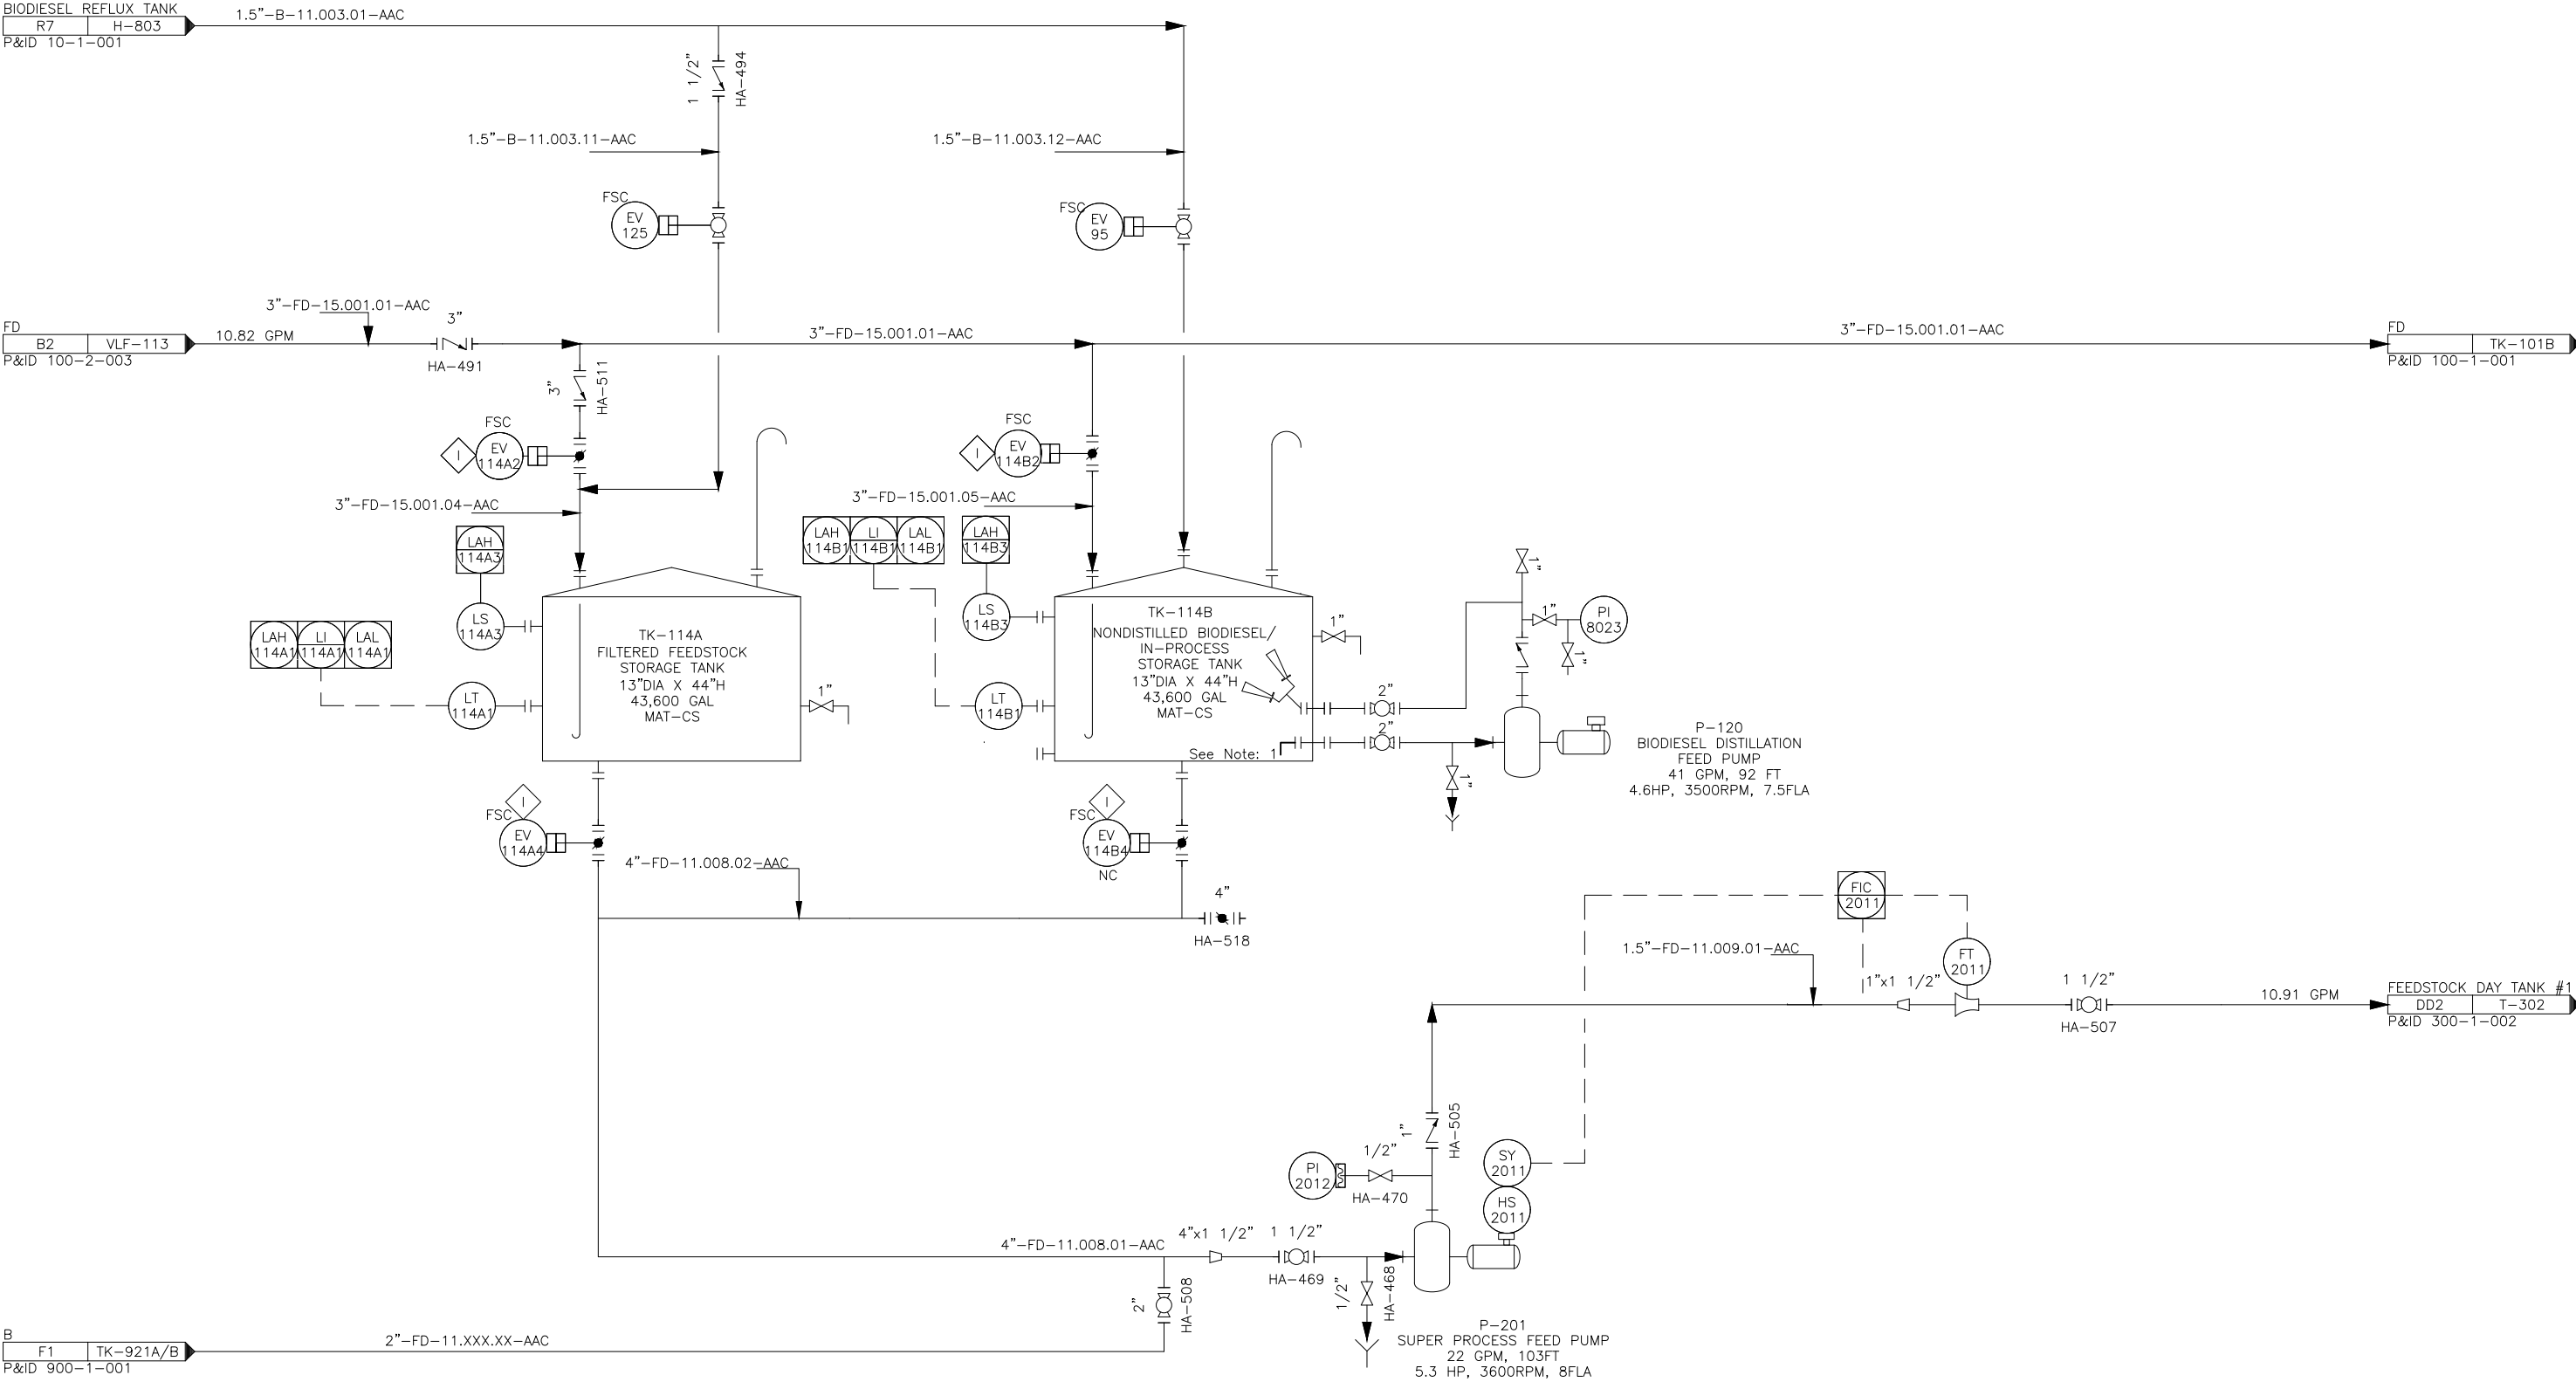 BIODIESEL REFLUX TANK
R7 H-803
P&ID 10-1-001
1.5"-B-11.003.01-AAC
1 1/2"
HA-494
1.5"-B-11.003.11-AAC
1.5"-B-11.003.12-AAC
FSC
EV
125
FSC
EV
95
FD
B2 VLF-113
P&ID 100-2-003
10.82 GPM
3"-FD-15.001.01-AAC
3"
HA-491
3"-FD-15.001.01-AAC
3"-FD-15.001.01-AAC
FD
TK-101B
P&ID 100-1-001
3"
HA-511
FSC
I
EV
114A2
FSC
I
EV
114B2
3"-FD-15.001.04-AAC
3"-FD-15.001.05-AAC
LAH
114A3
LS
114A3
LAH
114A1
LI
114A1
LAL
114A1
LT
114A1
LAH
114B1
LI
114B1
LAL
114B1
LAH
114B3
LS
114B3
LT
114B1
TK-114A
FILTERED FEEDSTOCK
STORAGE TANK
13"DIA X 44"H
43,600 GAL
MAT-CS
1"
TK-114B
NONDISTILLED BIODIESEL/
IN-PROCESS
STORAGE TANK
13"DIA X 44"H
43,600 GAL
MAT-CS
See Note: 1
1"
2"
2"
1"
1"
1"
1"
PI
8023
P-120
BIODIESEL DISTILLATION
FEED PUMP
41 GPM, 92 FT
4.6HP, 3500RPM, 7.5FLA
I
FSC
EV
114A4
I
FSC
EV
114B4
NC
4"-FD-11.008.02-AAC
4"
HA-518
FIC
2011
1.5"-FD-11.009.01-AAC
FT
2011
1"x1 1/2"
1 1/2"
HA-507
10.91 GPM
FEEDSTOCK DAY TANK #1
DD2 T-302
P&ID 300-1-002
1"
HA-505
1/2"
PI
2012
HA-470
SY
2011
HS
2011
4"-FD-11.008.01-AAC
4"x1 1/2"
1 1/2"
HA-469
1/2"
HA-468
2"
HA-508
P-201
SUPER PROCESS FEED PUMP
22 GPM, 103FT
5.3 HP, 3600RPM, 8FLA
B
F1 TK-921A/B
P&ID 900-1-001
2"-FD-11.XXX.XX-AAC